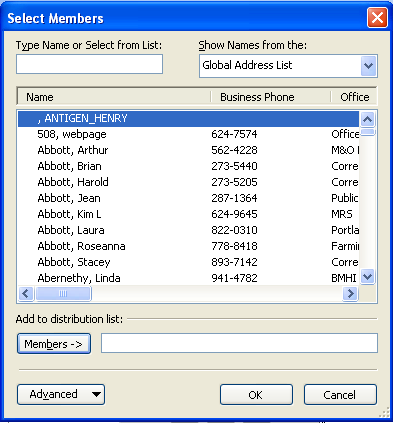 Select Members
Type Name or Select from List: Show Names from the:
Global Address List
Name Business Phone Office
, ANTIGEN_HENRY
508, webpage 624-7574 Office
Abbott, Arthur 562-4228 M&O
Abbott, Brian 273-5440 Corre
Abbott, Harold 273-5205 Corre
Abbott, Jean 287-1364 Public
Abbott, Kim L 624-9645 MRS
Abbott, Laura 822-0310 Portla
Abbott, Roseanna 778-8418 Farmin
Abbott, Stacey 893-7142 Corre
Abernethy, Linda 941-4782 BMHI
Add to distribution list:
Members ->
Advanced OK Cancel